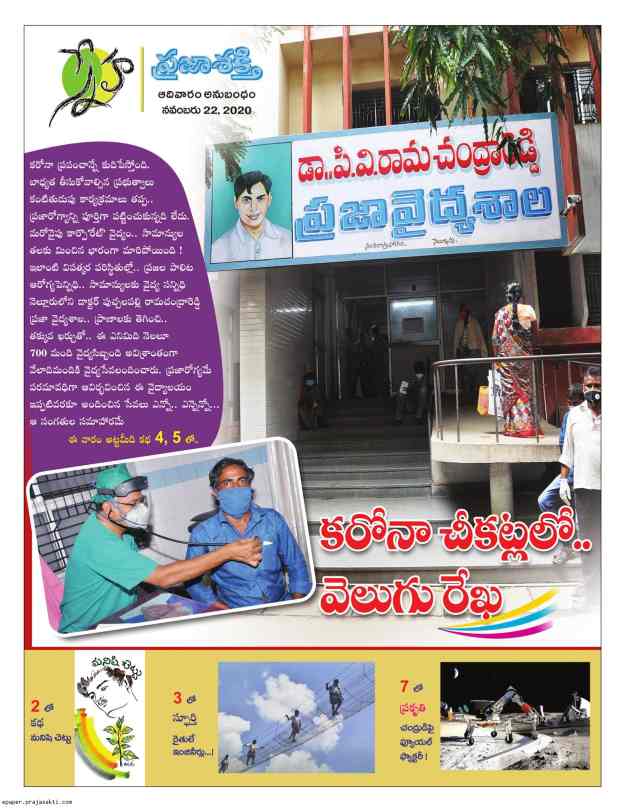 స్నేహ
ప్రజాశక్తి
ఆదివారం అనుబంధం
నవంబరు 22, 2020
కరోనా ప్రపంచాన్నే కుదిపేస్తోంది.
బాధ్యత తీసుకోవాల్సిన ప్రభుత్వాలు
కంటితుడుపు కార్యక్రమాలు తప్ప..
ప్రజారోగ్యాన్ని పూర్తిగా పట్టించుకున్నది లేదు.
మరోవైపు కార్పొరేట్ వైద్యం.. సామాన్యుల
తలకు మించిన భారంగా మారిపోయింది !
ఇలాంటి విపత్కర పరిస్థితుల్లో.. ప్రజల పాలిట
ఆరోగ్యపెన్నిధి.. సామాన్యులకు వైద్య సన్నిధి
నెల్లూరులోని డాక్టర్ పుచ్చలపల్లి రామచంద్రారెడ్డి
ప్రజా వైద్యశాల.. ప్రాణాలకు తెగించి..
తక్కువ ఖర్చుతో.. ఈ ఎనిమిది నెలలూ
700 మంది వైద్యసిబ్బంది అవిశ్రాంతంగా
వేలాదిమందికి వైద్యసేవలందించారు. ప్రజారోగ్యమే
పరమావధిగా ఆవిర్భవించిన ఈ వైద్యాలయం
ఇప్పటివరకూ అందించిన సేవలు ఎన్నో.. ఎన్నెన్నో...
ఆ సంగతుల సమాహారమే
ఈ వారం అట్టమీది కథ 4, 5 లో..
డా..పి.వి.రామచంద్రారెడ్డి
ప్రజావైద్యశాల
కరోనా చీకట్లలో..
వెలుగు రేఖ
2 లో
కథ
మనిషి చెట్టు
మనిషి చెట్టు
3 లో
స్ఫూర్తి
రైతులే
ఇంజినీర్లు...!
7 లో
ప్రకృతి
చంద్రుడిపై
ఫ్యూయల్
ఫ్యాక్టరీ !
epaper.prajasakti.com